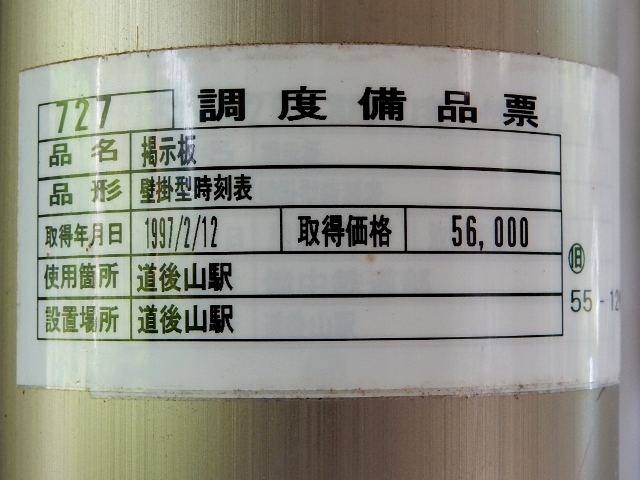 727 調度備品票
品名 掲示板
品形 壁掛型時刻表
取得年月日 1997/2/12 取得価格 56,000
使用箇所 道後山駅
設置場所 道後山駅
旧
55-12